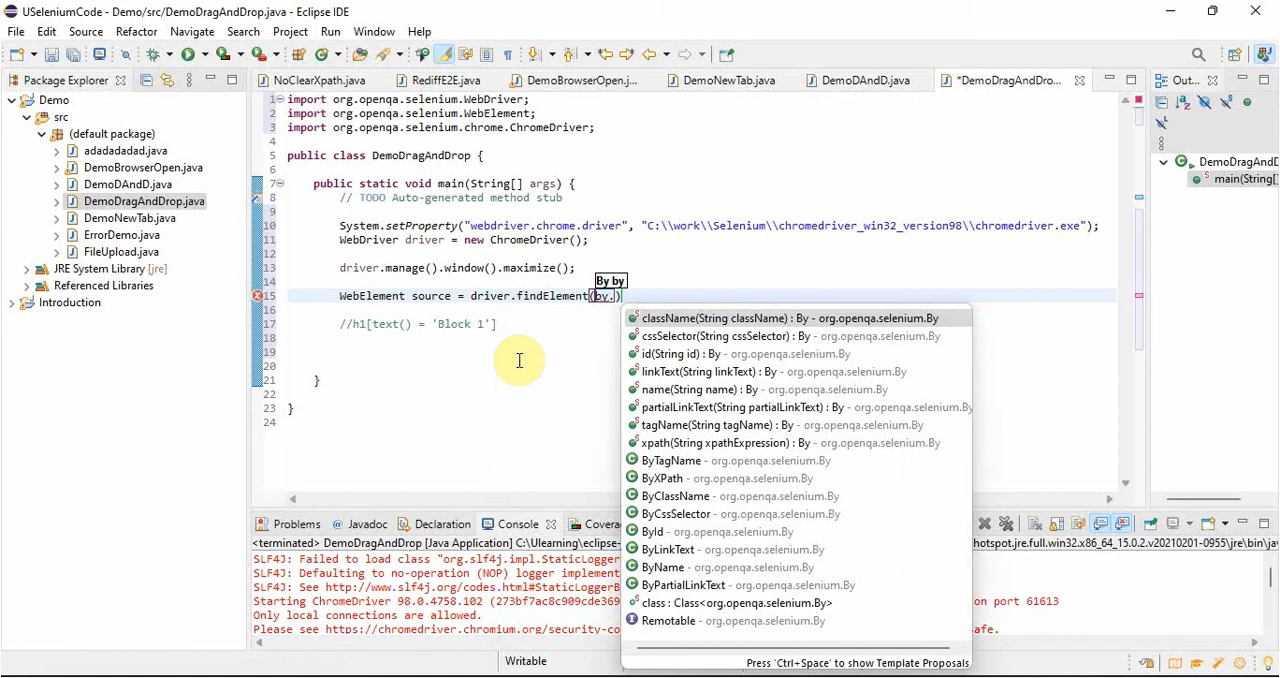 USeleniumCode - Demo/src/DemoDragAndDrop.java - Eclipse IDE
File Edit Source Refactor Navigate Search Project Run Window Help
Package Explorer
NoClearXpath.java RediffE2E.java DemoBrowserOpen.j... DemoNewTab.java DemoDAndD.java *DemoDragAndDro... Out...
Demo
src
(default package)
adadadadad.java
DemoBrowserOpen.java
DemoDAndD.java
DemoDragAndDrop.java
DemoNewTab.java
ErrorDemo.java
FileUpload.java
JRE System Library [jre]
Referenced Libraries
Introduction
1 import org.openqa.selenium.WebDriver;
2 import org.openqa.selenium.WebElement;
3 import org.openqa.selenium.chrome.ChromeDriver;
4
5 public class DemoDragAndDrop {
6
7 public static void main(String[] args) {
8 // TODO Auto-generated method stub
9
10 System.setProperty("webdriver.chrome.driver", "C:\\work\\Selenium\\chromedriver_win32_version98\\chromedriver.exe");
11 WebDriver driver = new ChromeDriver();
12
13 driver.manage().window().maximize();
14
By by
15 WebElement source = driver.findElement(by.)
16
17 //h1[text() = 'Block 1']
18
19
20
21 }
22
23 }
24
className(String className) : By - org.openqa.selenium.By
cssSelector(String cssSelector) : By - org.openqa.selenium.By
id(String id) : By - org.openqa.selenium.By
linkText(String linkText) : By - org.openqa.selenium.By
name(String name) : By - org.openqa.selenium.By
partialLinkText(String partialLinkText) : By - org.openqa.selenium.By
tagName(String tagName) : By - org.openqa.selenium.By
xpath(String xpathExpression) : By - org.openqa.selenium.By
ByTagName - org.openqa.selenium.By
ByXPath - org.openqa.selenium.By
ByClassName - org.openqa.selenium.By
ByCssSelector - org.openqa.selenium.By
ById - org.openqa.selenium.By
ByLinkText - org.openqa.selenium.By
ByName - org.openqa.selenium.By
ByPartialLinkText - org.openqa.selenium.By
class : Class<org.openqa.selenium.By>
Remotable - org.openqa.selenium.By
Press 'Ctrl+Space' to show Template Proposals
DemoDragAndD
main(String[]
Problems Javadoc Declaration Console Covera
<terminated> DemoDragAndDrop [Java Application] C:\Ulearning\eclipse- hotspot.jre.full.win32.x86_64_15.0.2.v20210201-0955\jre\bin\ja
SLF4J: Failed to load class "org.slf4j.impl.StaticLogger
SLF4J: Defaulting to no-operation (NOP) logger implement
SLF4J: See http://www.slf4j.org/codes.html#StaticLoggerB
Starting ChromeDriver 98.0.4758.102 (273bf7ac8c909cde36 on port 61613
Only local connections are allowed.
Please see https://chromedriver.chromium.org/security-co afe.
Writable